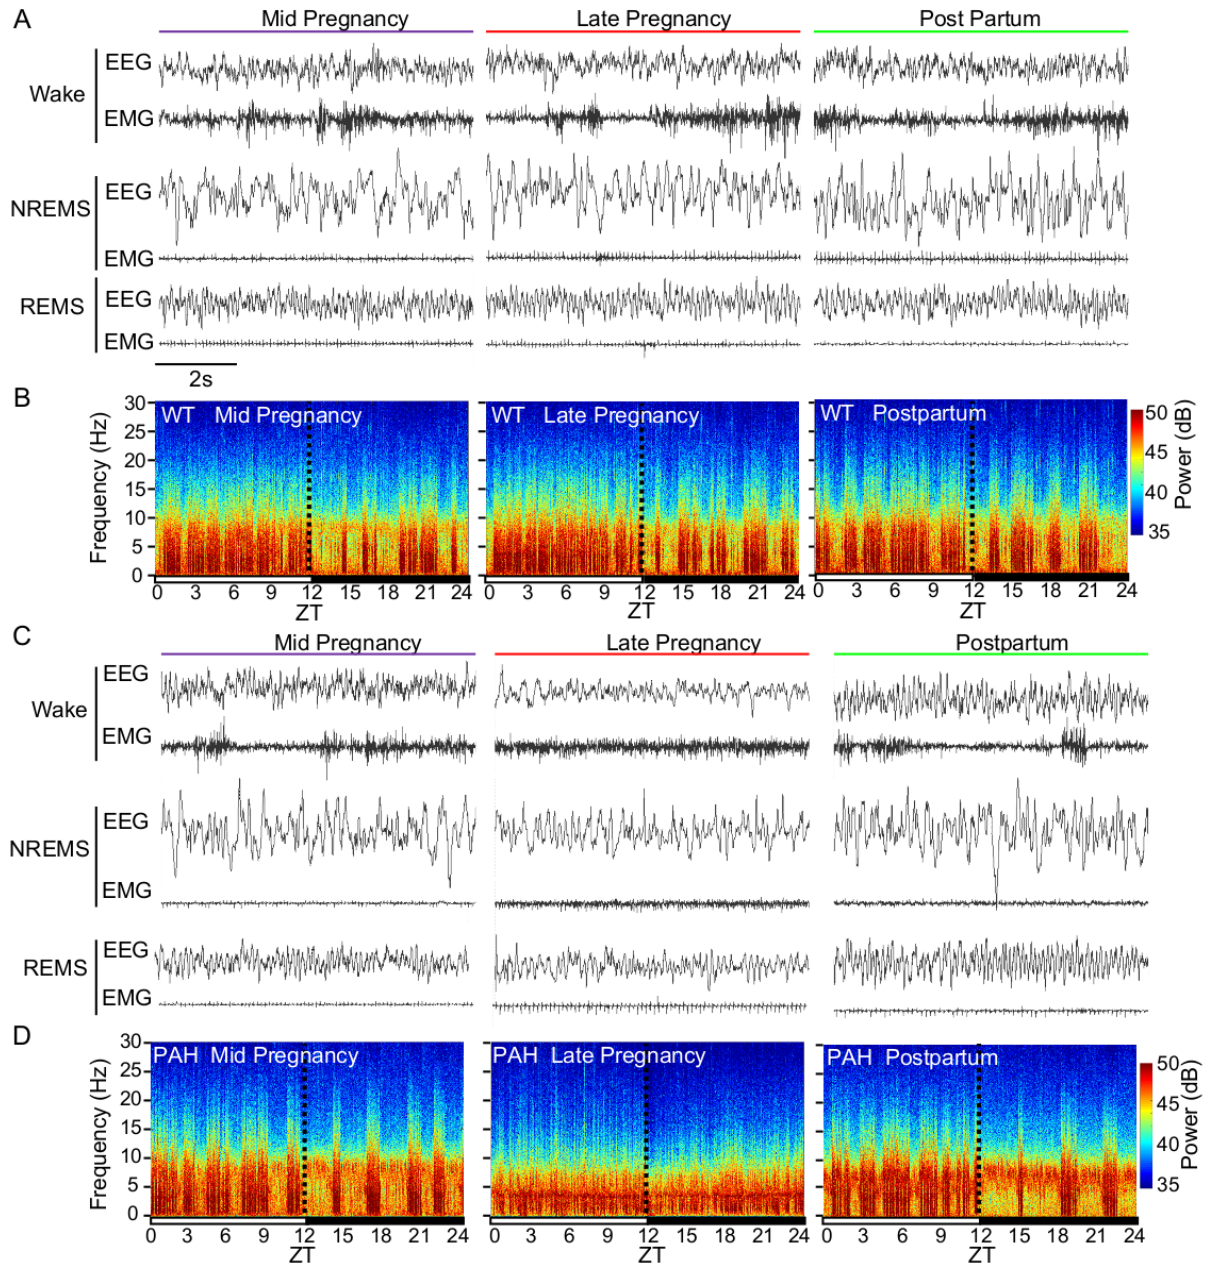 A
Mid Pregnancy Late Pregnancy Post Partum
Wake
EEG
EMG
NREMS
EEG
EMG
REMS
EEG
EMG
2s
B
WT Mid Pregnancy
WT Late Pregnancy
WT Postpartum
Frequency (Hz)
30
25
20
15
10
5
0
0 3 6 9 12 15 18 21 24
0 3 6 9 12 15 18 21 24
0 3 6 9 12 15 18 21 24
ZT
ZT
ZT
50
45
40
35
Power (dB)
C
Mid Pregnancy Late Pregnancy Postpartum
Wake
EEG
EMG
NREMS
EEG
EMG
REMS
EEG
EMG
D
PAH Mid Pregnancy
PAH Late Pregnancy
PAH Postpartum
Frequency (Hz)
30
25
20
15
10
5
0
0 3 6 9 12 15 18 21 24
0 3 6 9 12 15 18 21 24
0 3 6 9 12 15 18 21 24
ZT
ZT
ZT
50
45
40
35
Power (dB)